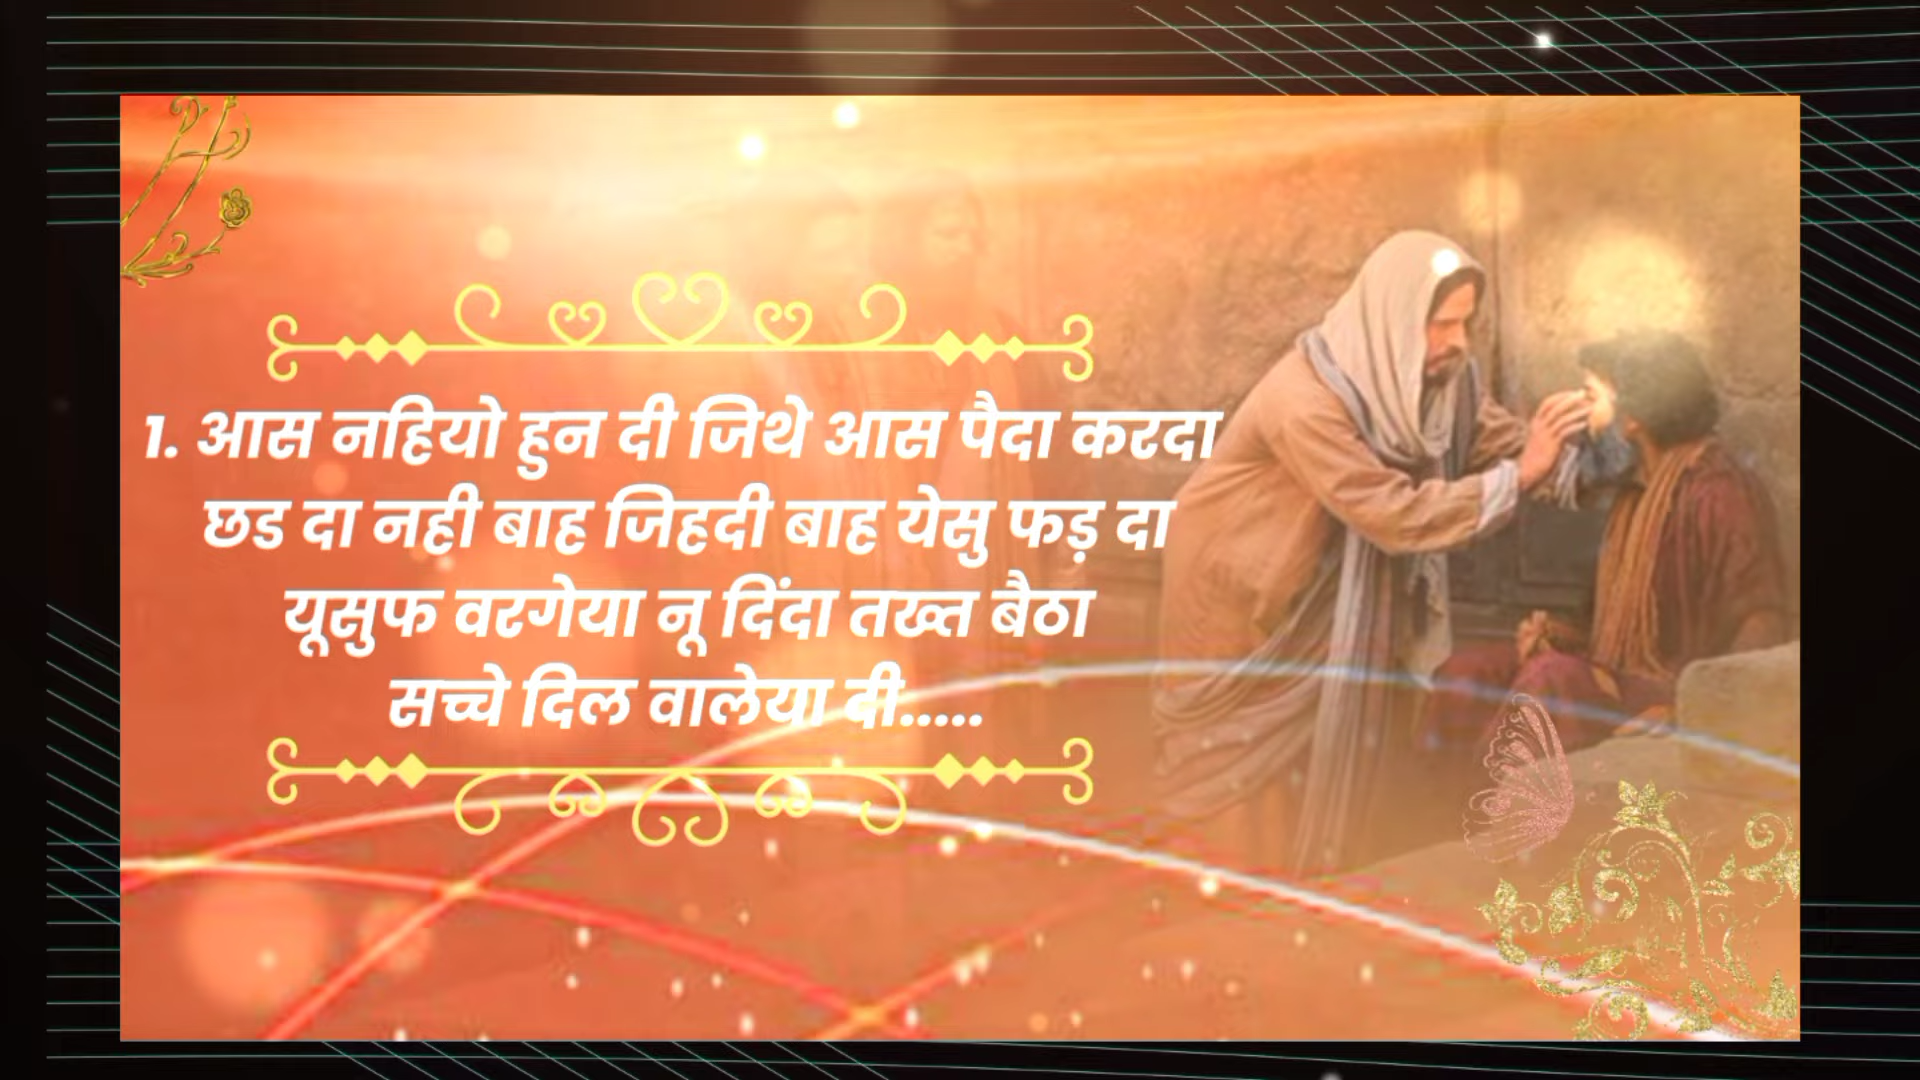 1. आस नहियो हुन दी जिथे आस पैदा करदा
छड दा नही बाह जिहदी बाह येसु फड़ दा
यूसुफ वरगेया नू दिंदा तख्त बैठा
सच्चे दिल वालेया दी.....